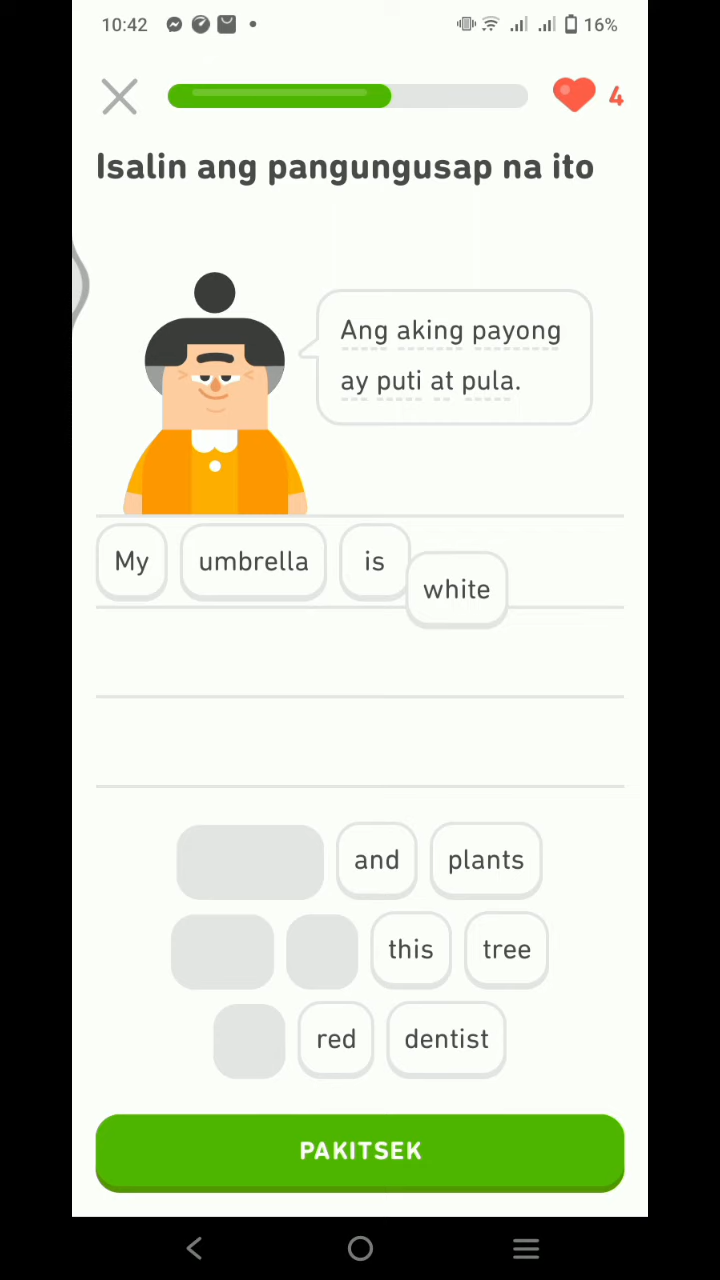 10:42 16%
4
Isalin ang pangungusap na ito
Ang aking payong
ay puti at pula.
My umbrella is white
and plants
this tree
red dentist
PAKITSEK